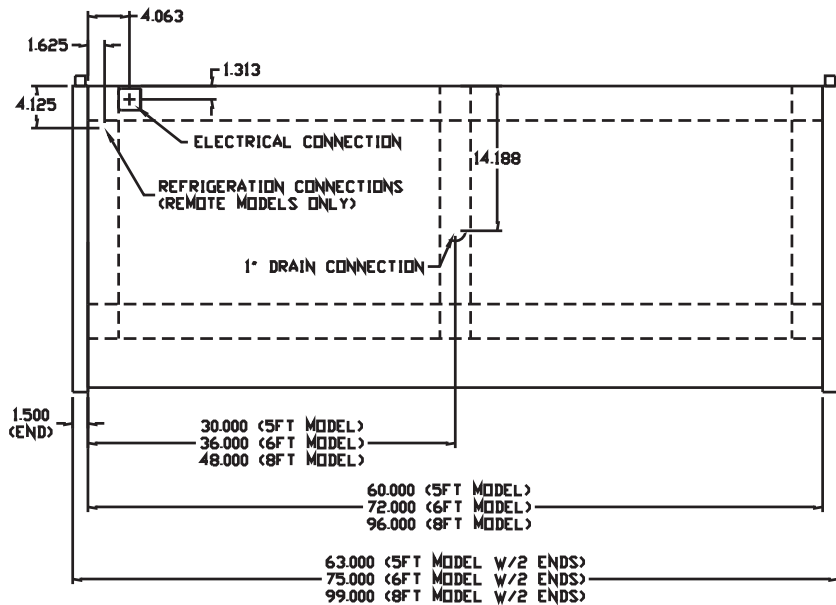 4.063
1.625
1.313
4.125
ELECTRICAL CONNECTION
14.188
REFRIGERATION CONNECTIONS
(REMOTE MODELS ONLY)
1" DRAIN CONNECTION
1.500
(END)
30.000 (5FT MODEL)
36.000 (6FT MODEL)
48.000 (8FT MODEL)
60.000 (5FT MODEL)
72.000 (6FT MODEL)
96.000 (8FT MODEL)
63.000 (5FT MODEL W/2 ENDS)
75.000 (6FT MODEL W/2 ENDS)
99.000 (8FT MODEL W/2 ENDS)